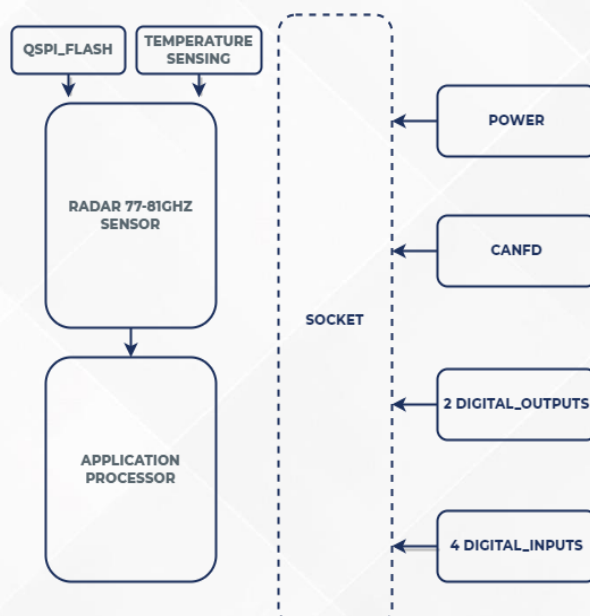 QSPI_FLASH
TEMPERATURE
SENSING
POWER
RADAR 77-81GHZ
SENSOR
CANFD
SOCKET
2 DIGITAL_OUTPUTS
APPLICATION
PROCESSOR
4 DIGITAL_INPUTS